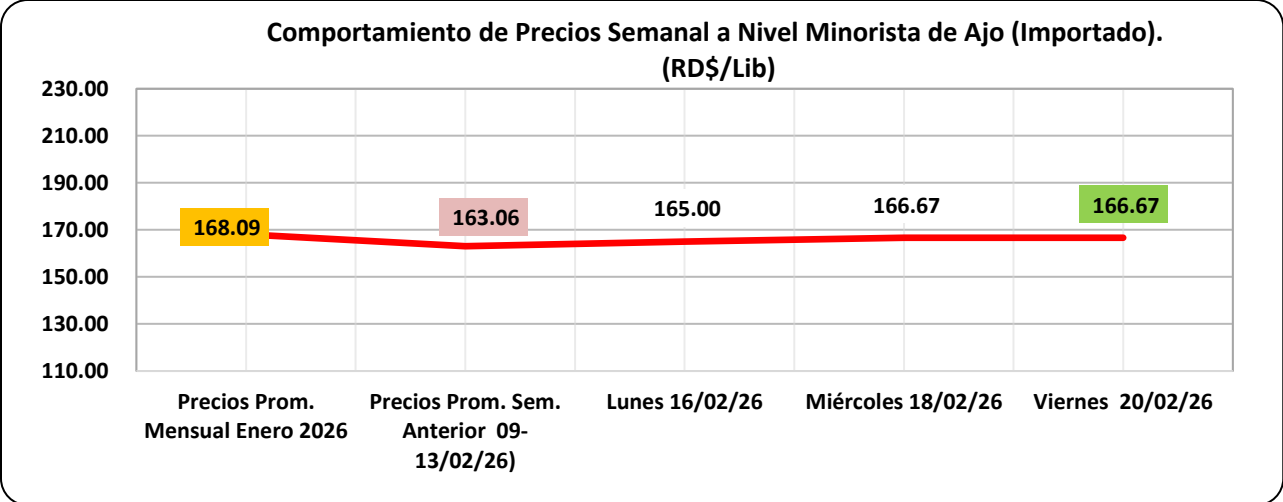 Comportamiento de Precios Semanal a Nivel Minorista de Ajo (Importado).
(RD$/Lib)
230.00
210.00
190.00
170.00
150.00
130.00
110.00
168.09
163.06
165.00
166.67
166.67
Precios Prom.
Mensual Enero 2026
Precios Prom. Sem.
Anterior 09-
13/02/26)
Lunes 16/02/26
Miércoles 18/02/26
Viernes 20/02/26